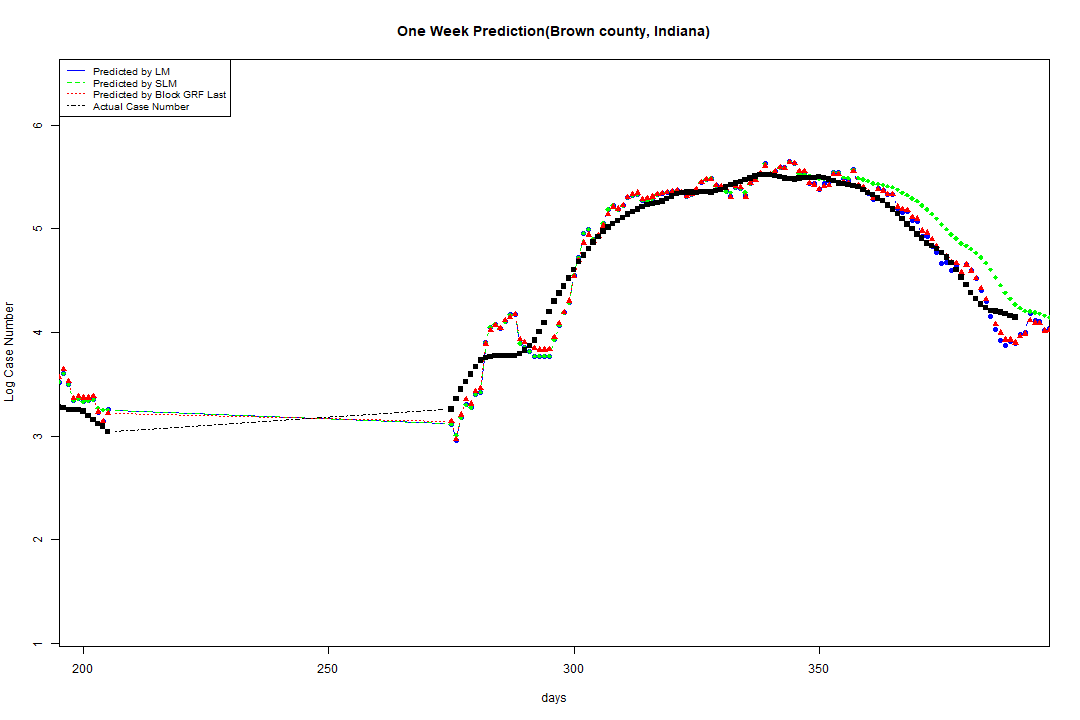 One Week Prediction(Brown county, Indiana)
Predicted by LM
Predicted by SLM
Predicted by Block GRF Last
Actual Case Number
Log Case Number
6
5
4
3
2
1
200
250
300
350
days